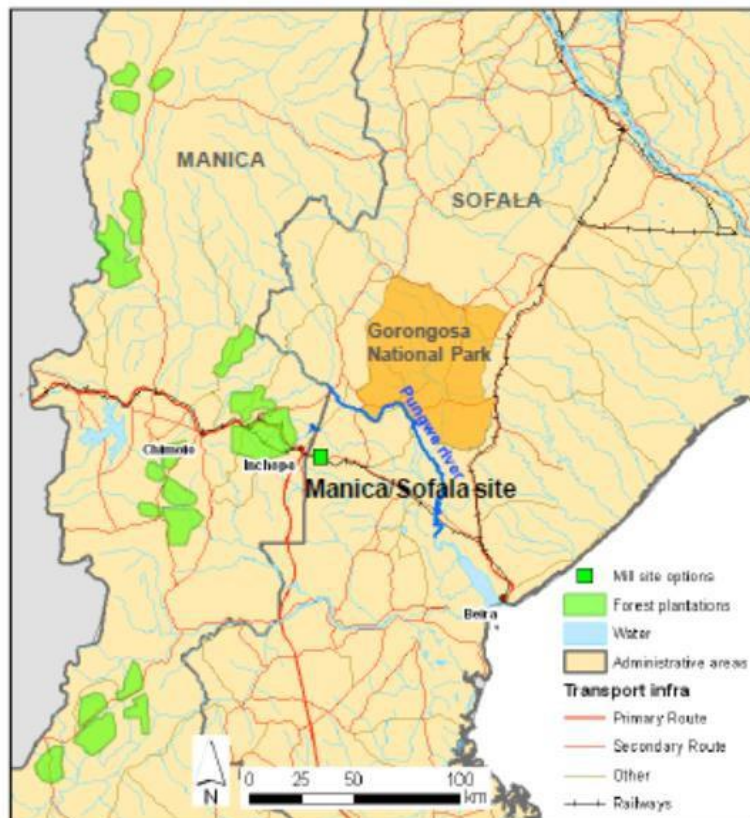 MANICA
SOFALA
Gorongosa
National Park
Pungwe river
Chimoio
Inchope
Manica/Sofala site
Beira
Mill site options
Forest plantations
Water
Administrative areas
Transport infra
Primary Route
Secondary Route
Other
Railways
N
0 25 50 100
km